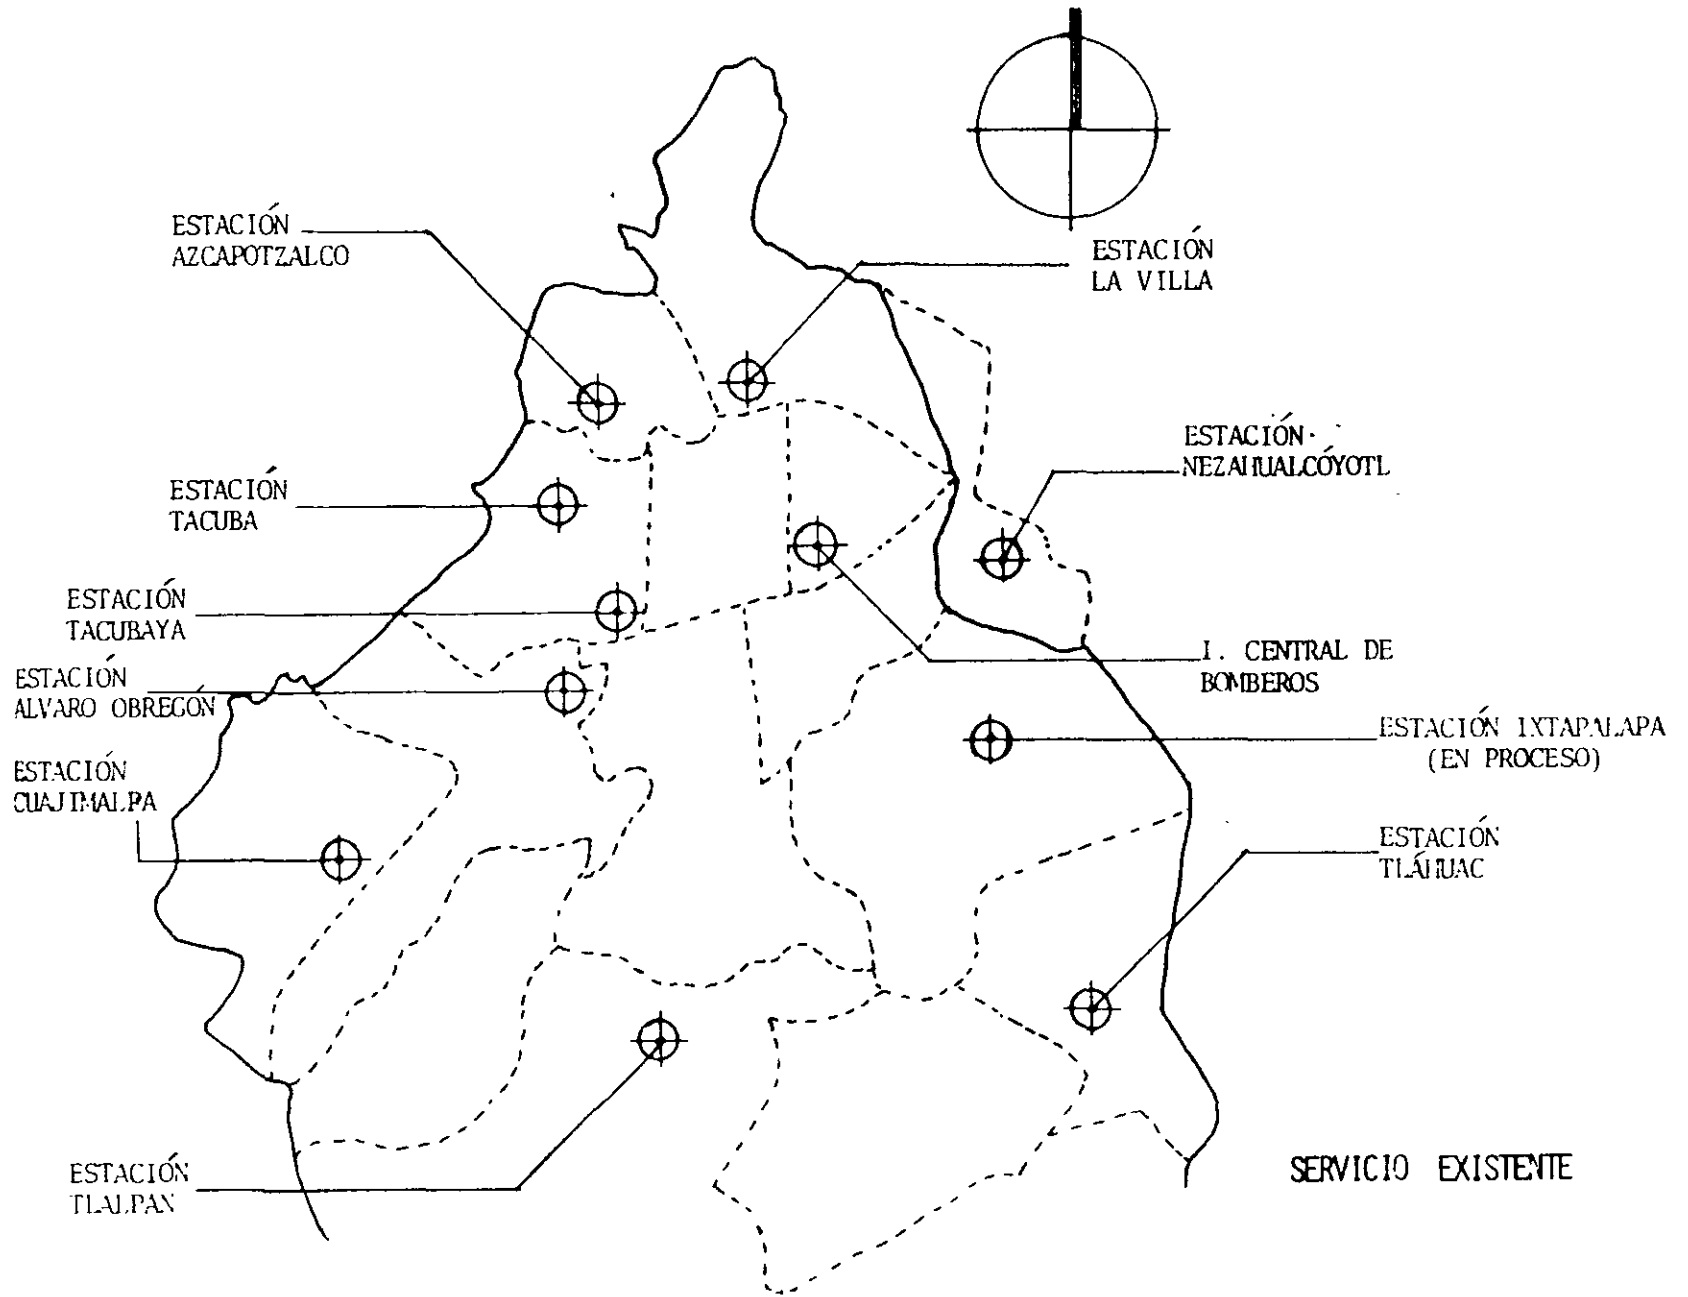 ESTACIÓN
AZCAPOTZALCO
ESTACIÓN
LA VILLA
ESTACIÓN
NEZAHUALCÓYOTL
ESTACIÓN
TACUBA
ESTACIÓN
TACUBAYA
I. CENTRAL DE
BOMBEROS
ESTACIÓN
ALVARO OBREGÓN
ESTACIÓN IXTAPALAPA
(EN PROCESO)
ESTACIÓN
CUAJIMALPA
ESTACIÓN
TLÁHUAC
ESTACIÓN
TLALPAN
SERVICIO EXISTENTE